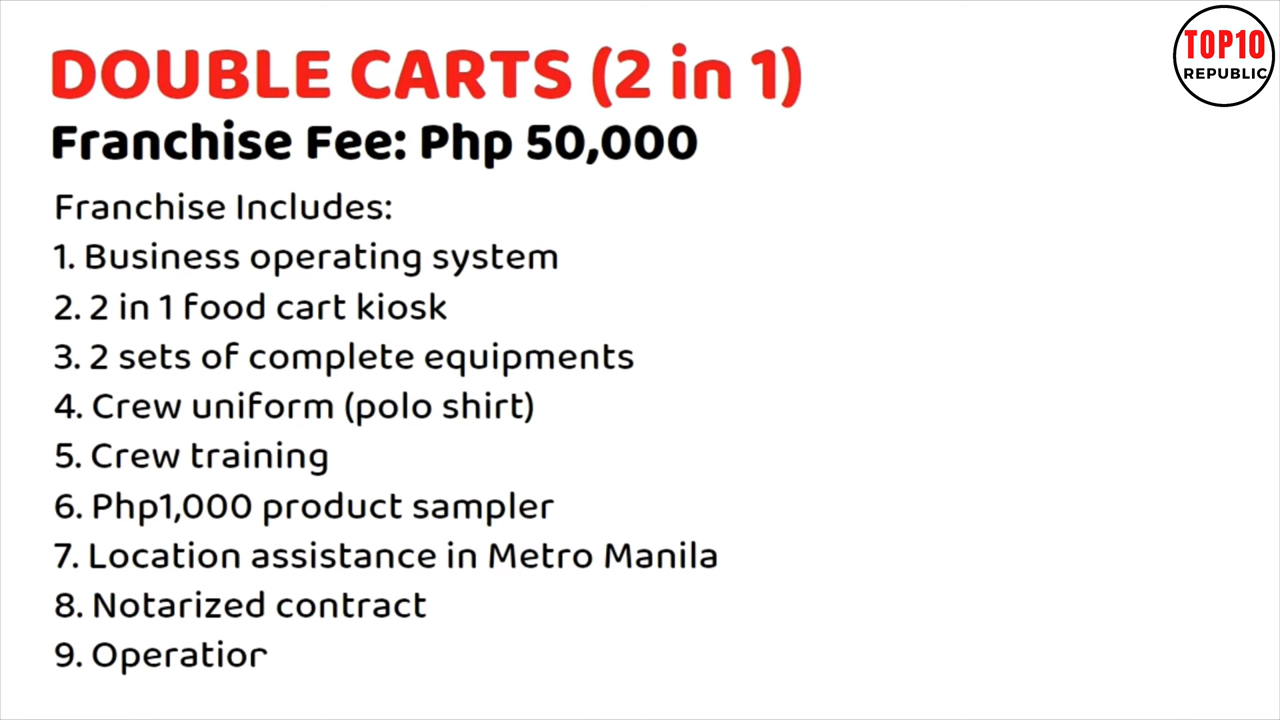 DOUBLE CARTS (2 in 1)
TOP10
REPUBLIC
Franchise Fee: Php 50,000
Franchise Includes:
1. Business operating system
2. 2 in 1 food cart kiosk
3. 2 sets of complete equipments
4. Crew uniform (polo shirt)
5. Crew training
6. Php1,000 product sampler
7. Location assistance in Metro Manila
8. Notarized contract
9.